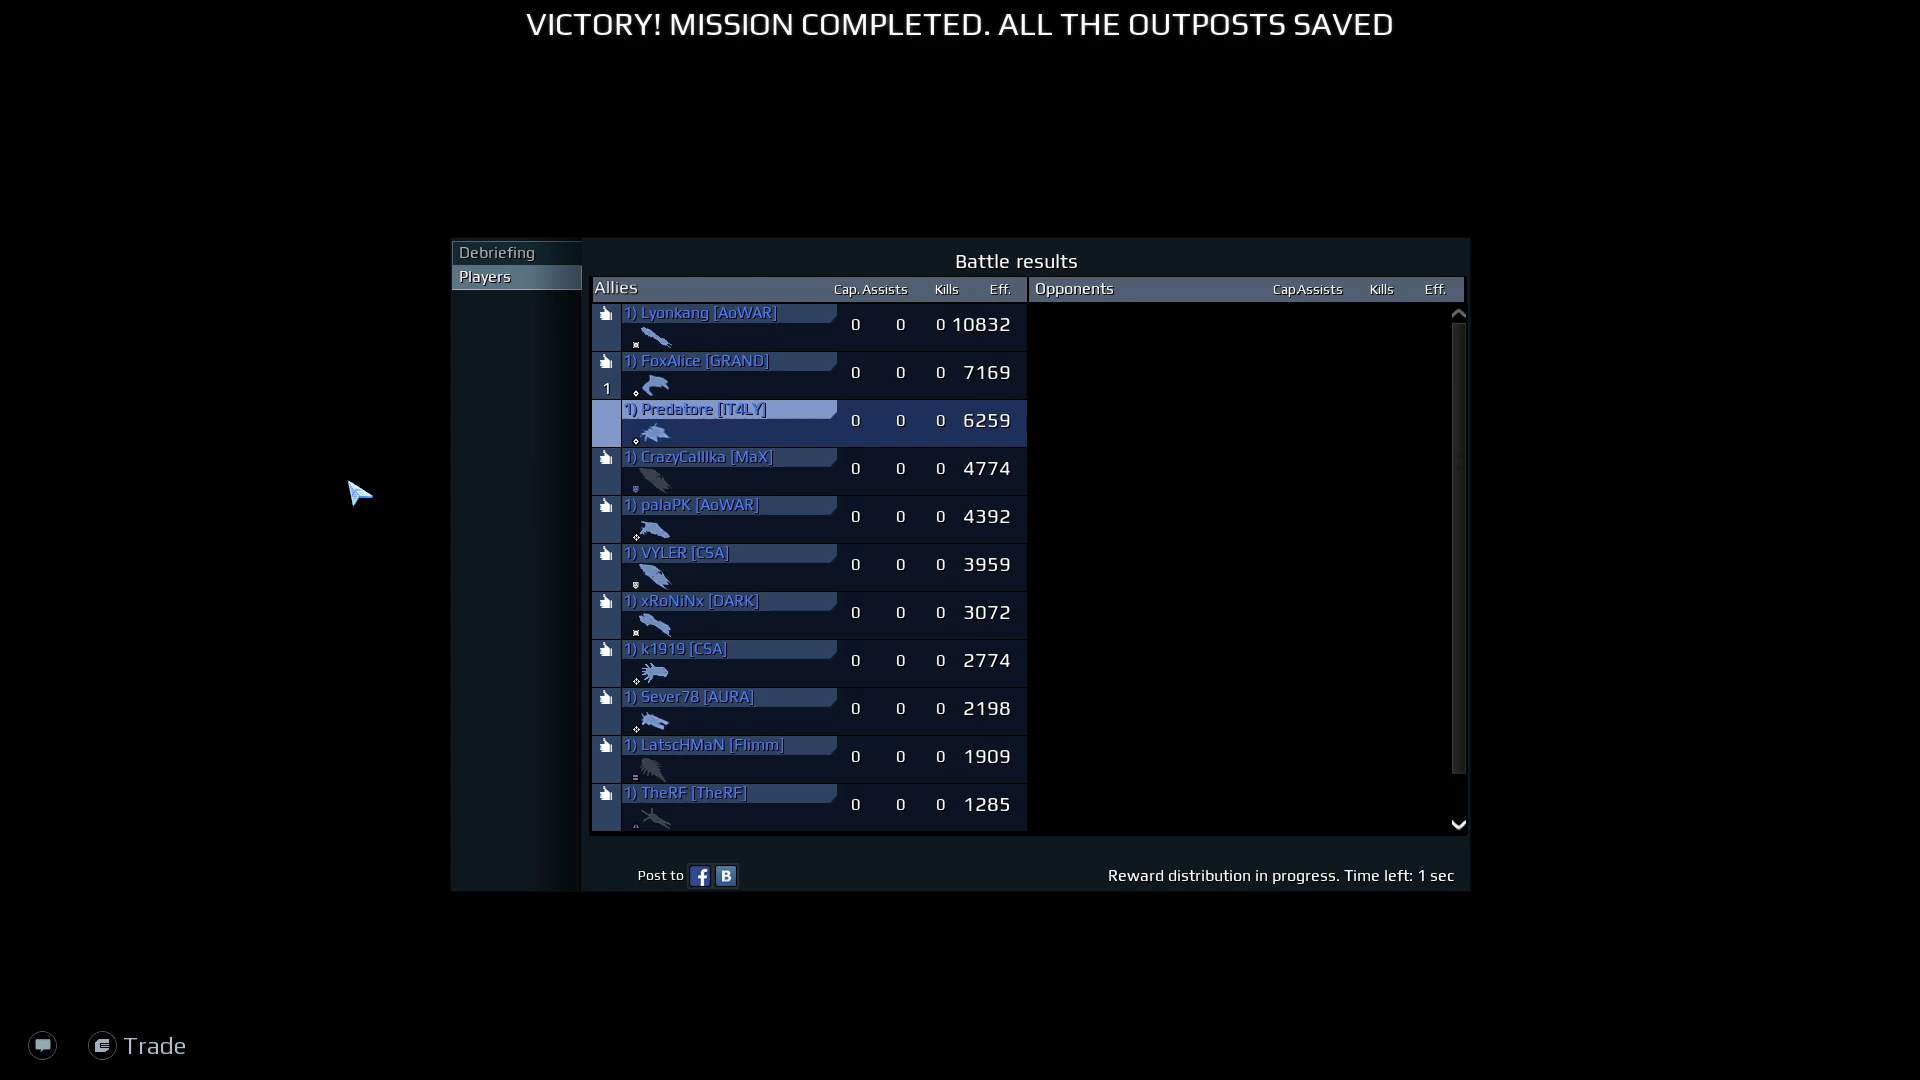 VICTORY! MISSION COMPLETED. ALL THE OUTPOSTS SAVED
Debriefing
Players
Battle results
Allies Cap. Assists Kills Eff. Opponents Cap Assists Kills Eff.
1) Lyonkang [AoWAR] 0 0 0 10832
1) FoxAlice [GRAND] 0 0 0 7169
1
1) Predatore [IT4LY] 0 0 0 6259
1) CrazyCalllka [MaX] 0 0 0 4774
1) palaPK [AoWAR] 0 0 0 4392
1) VYLER [CSA] 0 0 0 3959
1) xRoNiNx [DARK] 0 0 0 3072
1) k1919 [CSA] 0 0 0 2774
1) Sever78 [AURA] 0 0 0 2198
1) LatscHMaN [Flimm] 0 0 0 1909
1) TheRF [TheRF] 0 0 0 1285
Post to f B Reward distribution in progress. Time left: 1 sec
Trade